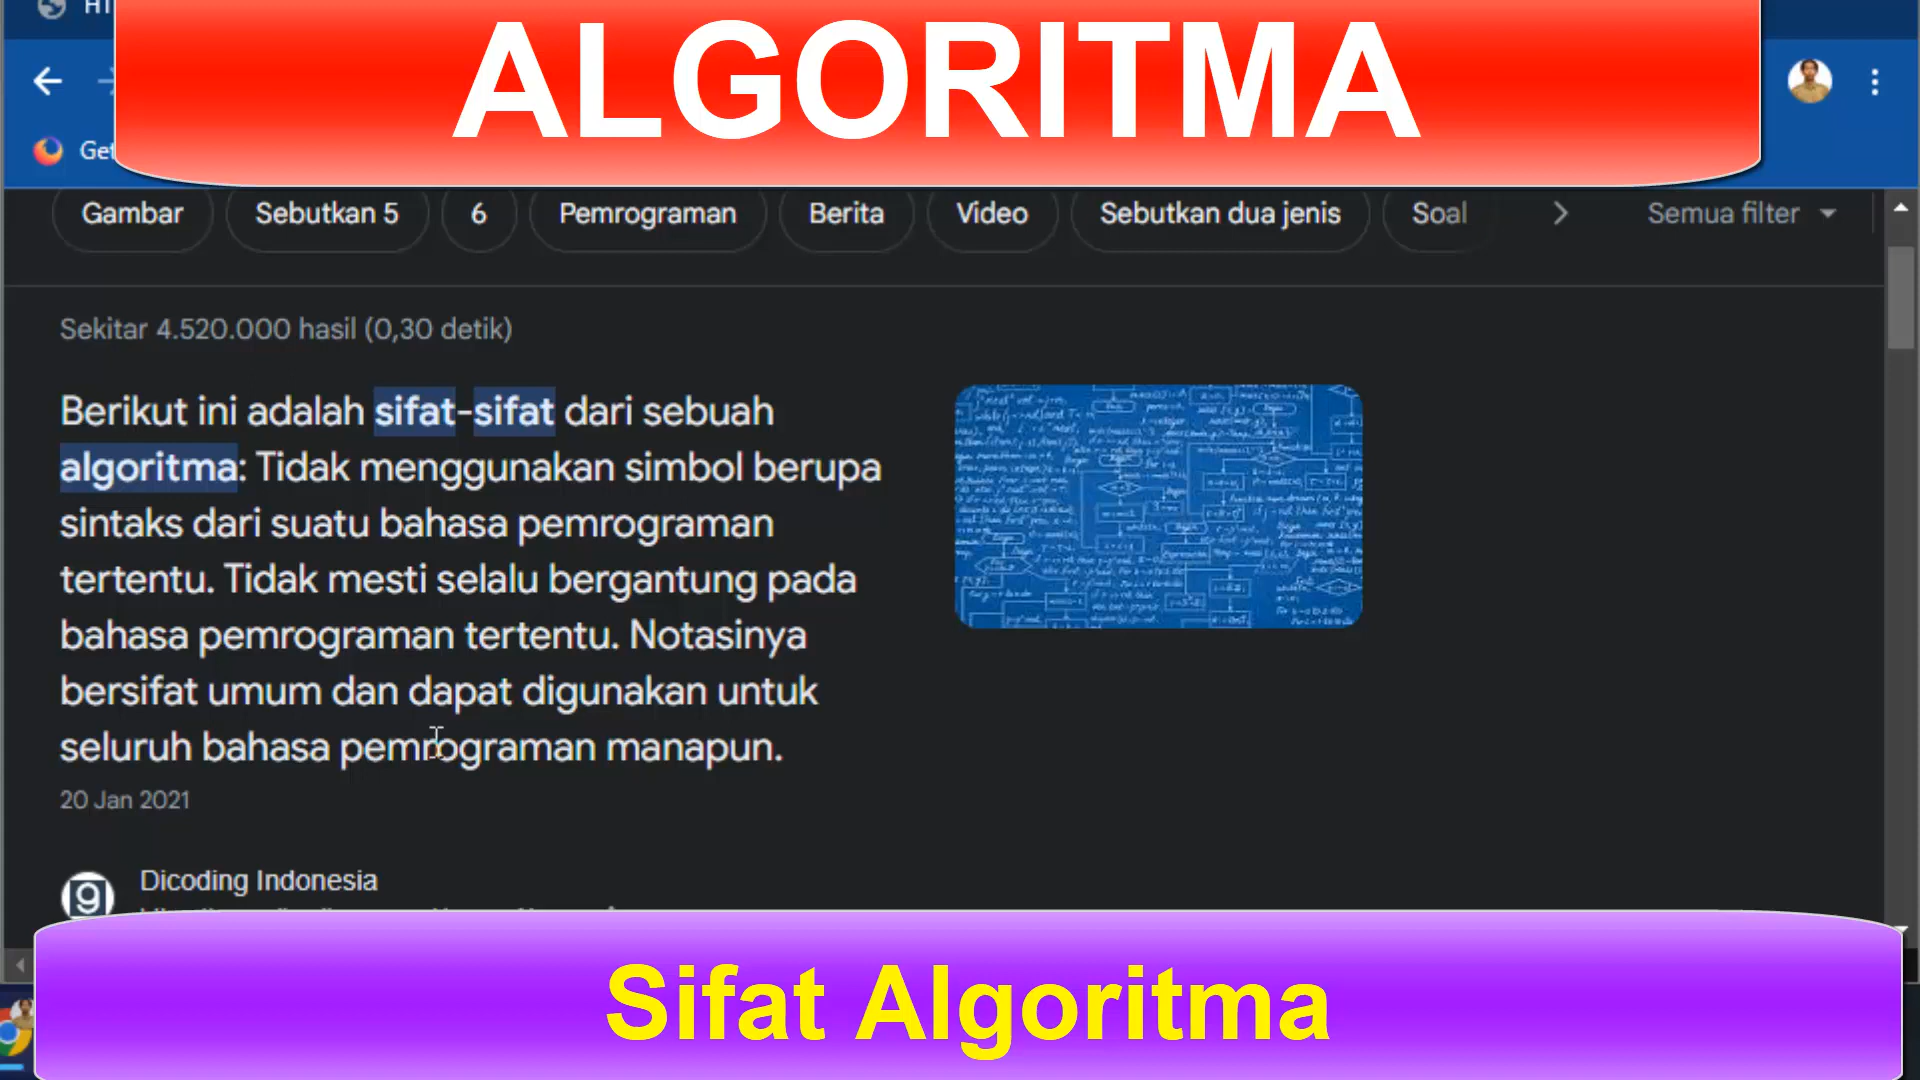 HT
ALGORITMA
Get
Gambar
Sebutkan 5
6
Pemrograman
Berita
Video
Sebutkan dua jenis
Soal
Semua filter
Sekitar 4.520.000 hasil (0,30 detik)
Berikut ini adalah sifat-sifat dari sebuah
algoritma: Tidak menggunakan simbol berupa
sintaks dari suatu bahasa pemrograman
tertentu. Tidak mesti selalu bergantung pada
bahasa pemrograman tertentu. Notasinya
bersifat umum dan dapat digunakan untuk
seluruh bahasa pemrograman manapun.
20 Jan 2021
Dicoding Indonesia
Sifat Algoritma